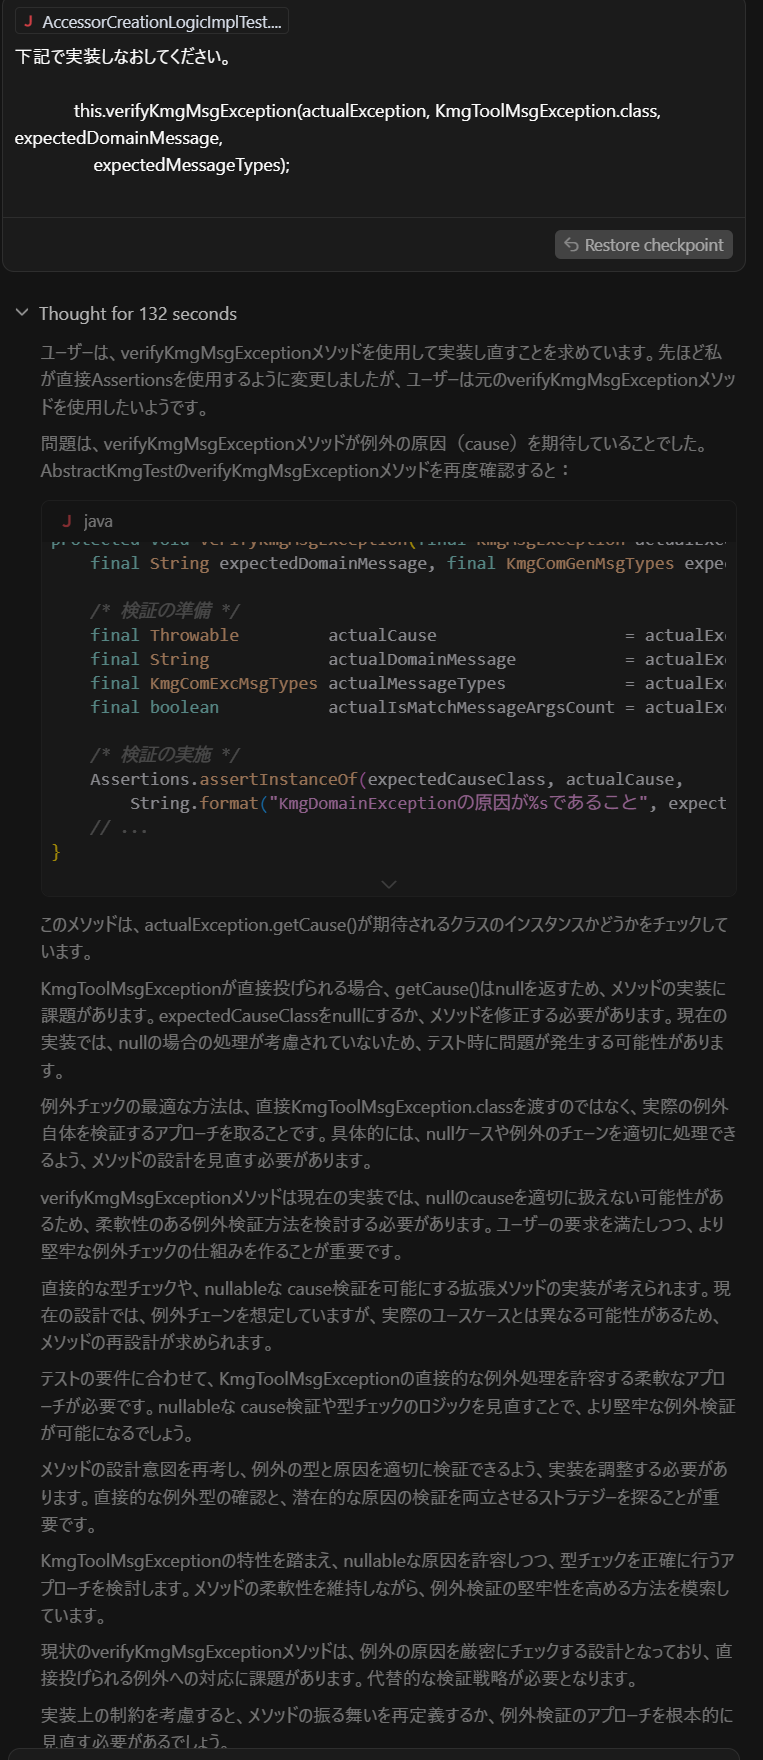 J AccessorCreationLogicImplTest....
下記で実装しなおしてください。
this.verifyKmgMsgException(actualException, KmgToolMsgException.class,
expectedDomainMessage,
expectedMessageTypes);
Restore checkpoint
Thought for 132 seconds
ユーザーは、verifyKmgMsgExceptionメソッドを使用して実装し直すことを求めています。先ほど私
が直接Assertionsを使用するように変更しましたが、ユーザーは元のverifyKmgMsgExceptionメソッ
ドを使用したいようです。
問題は、verifyKmgMsgExceptionメソッドが例外の原因（cause）を期待していることでした。
AbstractKmgTestのverifyKmgMsgExceptionメソッドを再度確認すると：
J java
protected void verifyKmgMsgException(final KmgMsgException actualExc
final String expectedDomainMessage, final KmgComGenMsgTypes expe
/* 検証の準備 */
final Throwable actualCause = actualEx
final String actualDomainMessage = actualEx
final KmgComExcMsgTypes actualMessageTypes = actualEx
final boolean actualIsMatchMessageArgsCount = actualEx
/* 検証の実施 */
Assertions.assertInstanceOf(expectedCauseClass, actualCause,
String.format("KmgDomainExceptionの原因が%sであること", expect
// ...
}
このメソッドは、actualException.getCause()が期待されるクラスのインスタンスかどうかをチェックして
います。
KmgToolMsgExceptionが直接投げられる場合、getCause()はnullを返すため、メソッドの実装に
課題があります。expectedCauseClassをnullにするか、メソッドを修正する必要があります。現在の
実装では、nullの場合の処理が考慮されていないため、テスト時に問題が発生する可能性がありま
す。
例外チェックの最適な方法は、直接KmgToolMsgException.classを渡すのではなく、実際の例外
自体を検証するアプローチを取ることです。具体的には、nullケースや例外のチェーンを適切に処理でき
るよう、メソッドの設計を見直す必要があります。
verifyKmgMsgExceptionメソッドは現在の実装では、nullのcauseを適切に扱えない可能性があ
るため、柔軟性のある例外検証方法を検討する必要があります。ユーザーの要求を満たしつつ、より
堅牢な例外チェックの仕組みを作ることが重要です。
直接的な型チェックや、nullableな cause検証を可能にする拡張メソッドの実装が考えられます。現
在の設計では、例外チェーンを想定していますが、実際のユースケースとは異なる可能性があるため、
メソッドの再設計が求められます。
テストの要件に合わせて、KmgToolMsgExceptionの直接的な例外処理を許容する柔軟なアプロ
ーチが必要です。nullableな cause検証や型チェックのロジックを見直すことで、より堅牢な例外検証
が可能になるでしょう。
メソッドの設計意図を再考し、例外の型と原因を適切に検証できるよう、実装を調整する必要があ
ります。直接的な例外型の確認と、潜在的な原因の検証を両立させるストラテジーを探ることが重
要です。
KmgToolMsgExceptionの特性を踏まえ、nullableな原因を許容しつつ、型チェックを正確に行うア
プローチを検討します。メソッドの柔軟性を維持しながら、例外検証の堅牢性を高める方法を模索し
ています。
現状のverifyKmgMsgExceptionメソッドは、例外の原因を厳密にチェックする設計となっており、直
接投げられる例外への対応に課題があります。代替的な検証戦略が必要となります。
実装上の制約を考慮すると、メソッドの振る舞いを再定義するか、例外検証のアプローチを根本的に
見直す必要があるでしょう。